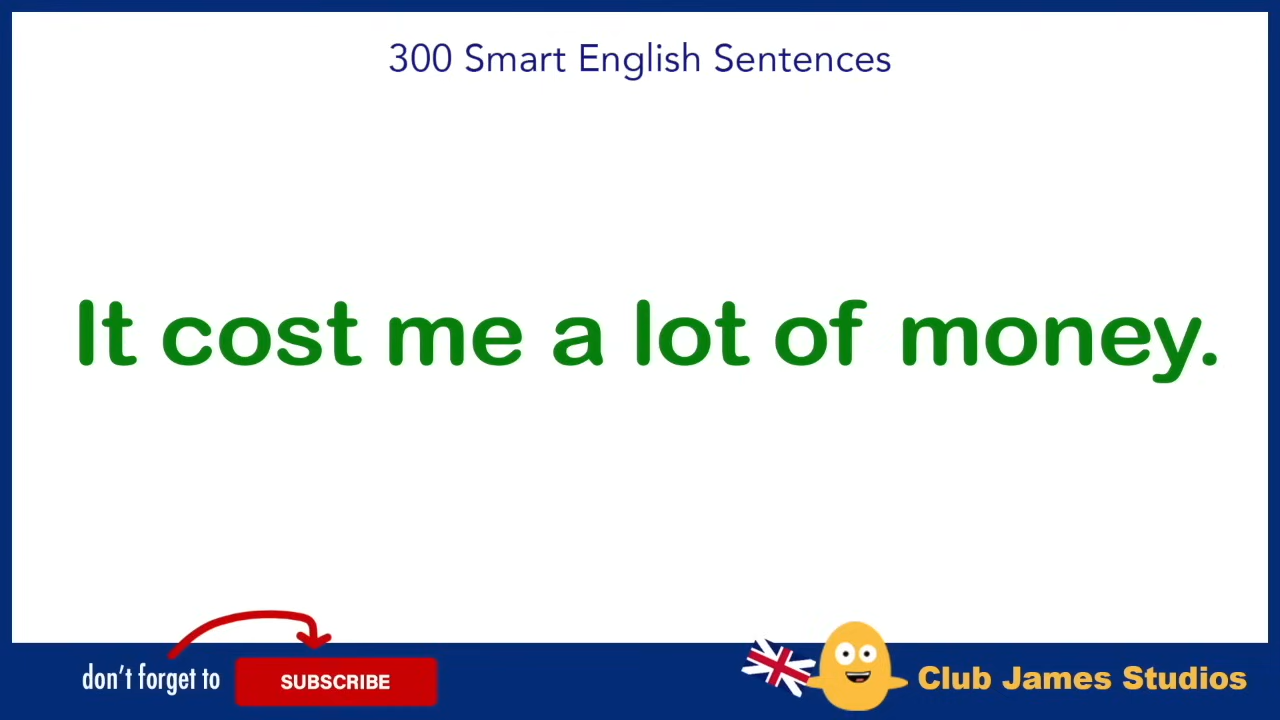 300 Smart English Sentences
It cost me a lot of money.
don't forget to SUBSCRIBE
Club James Studios